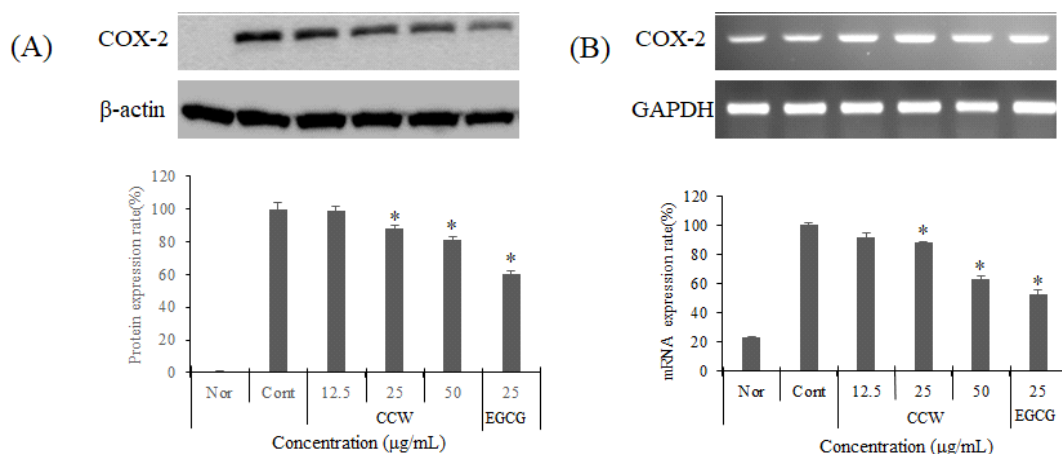 (A)
COX-2
β-actin
Protein expression rate(%)
120
100
80
60
40
20
0
* * *
Nor Cont 12.5 25 50 25
CCW EGCG
Concentration (µg/mL)
(B)
COX-2
GAPDH
mRNA expression rate(%)
120
100
80
60
40
20
0
* * *
Nor Cont 12.5 25 50 25
CCW EGCG
Concentration (µg/mL)